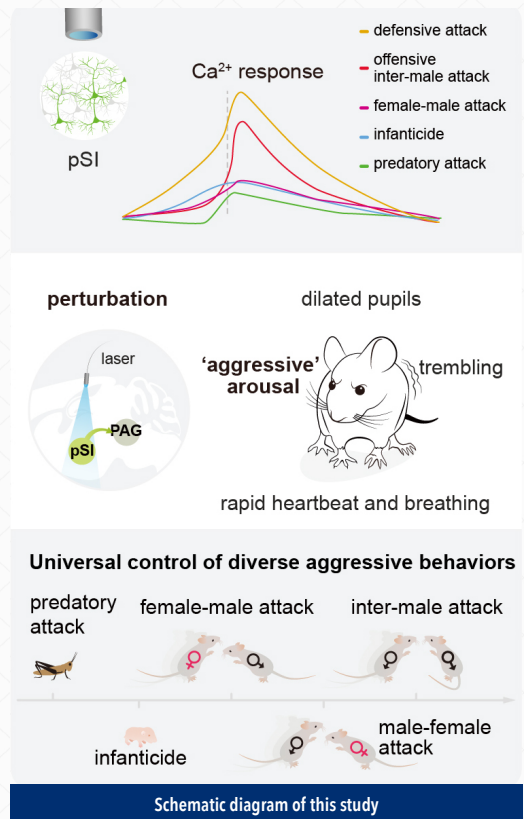 pSI
Ca²⁺ response
defensive attack
offensive
inter-male attack
female-male attack
infanticide
predatory attack
perturbation
laser
pSI
PAG
dilated pupils
'aggressive'
arousal
trembling
rapid heartbeat and breathing
Universal control of diverse aggressive behaviors
predatory
attack
female-male attack
inter-male attack
infanticide
male-female
attack
Schematic diagram of this study